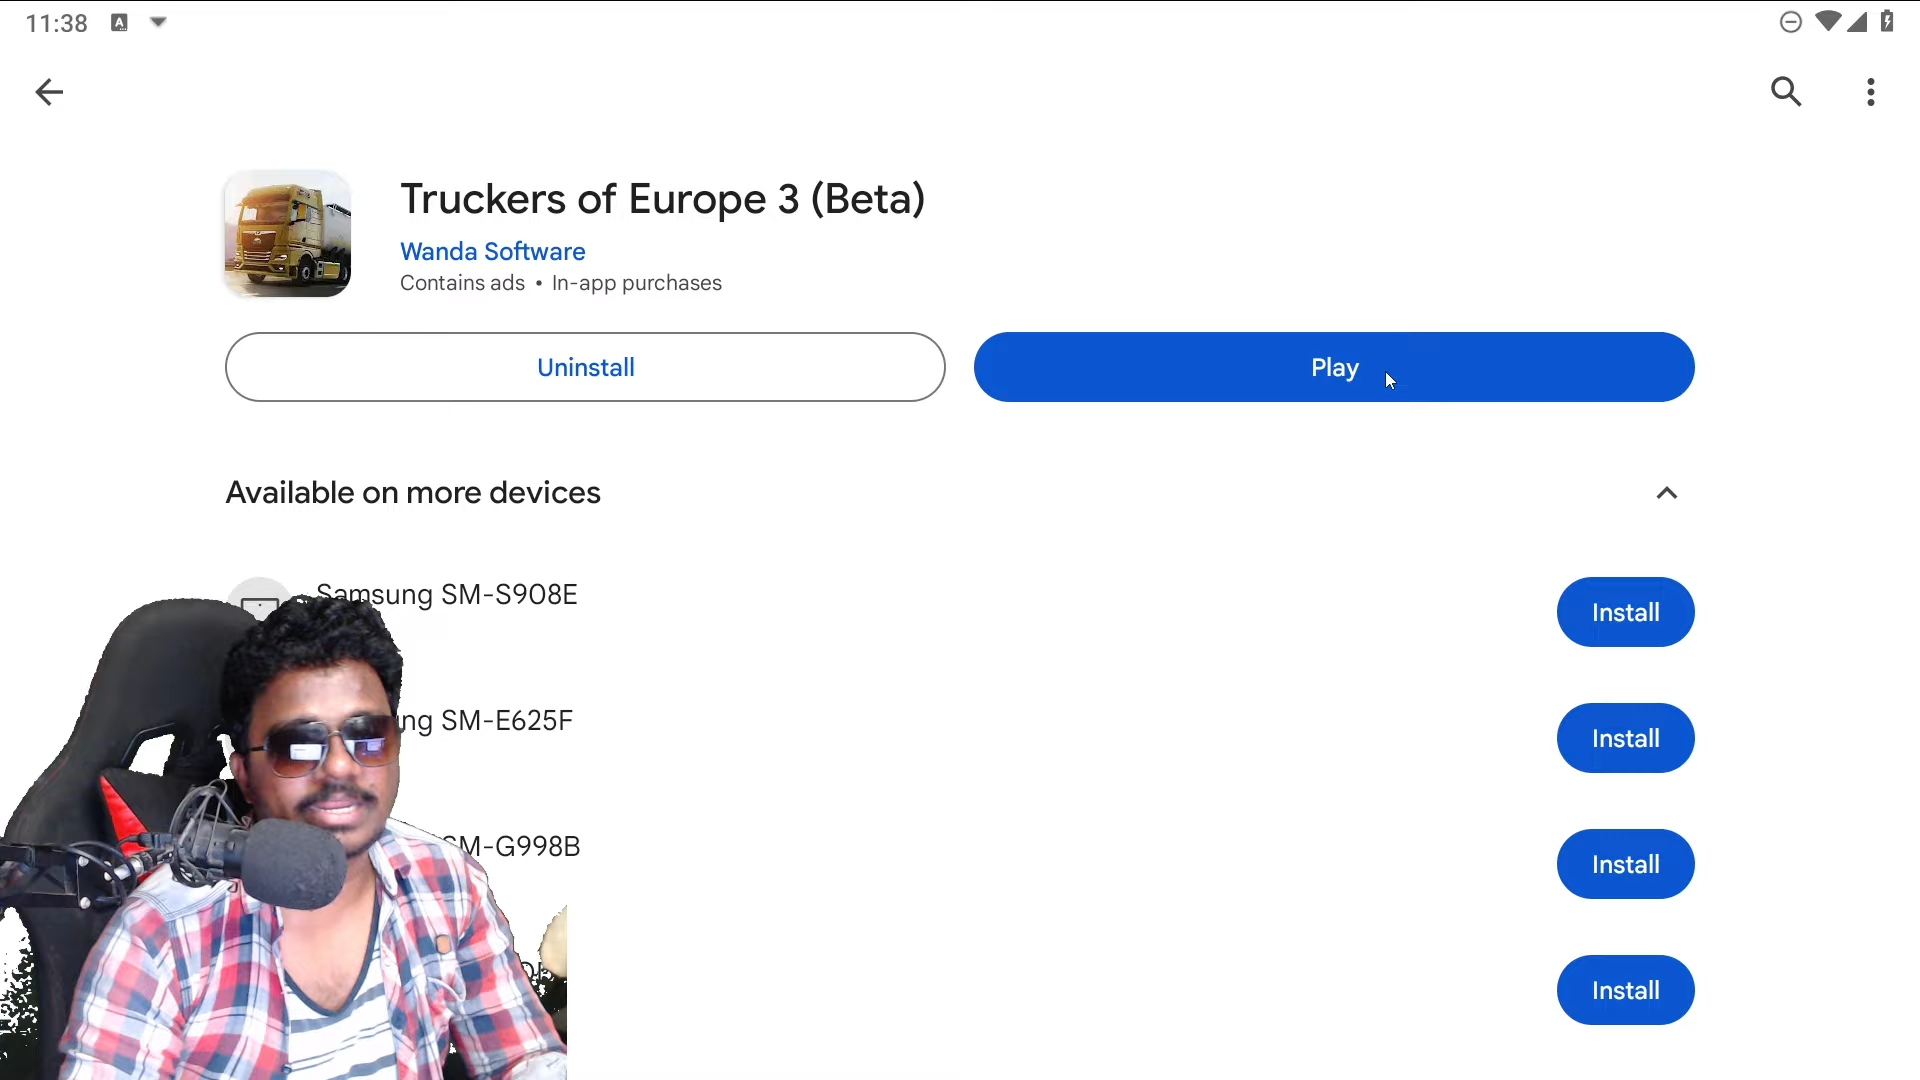 11:38
A
Truckers of Europe 3 (Beta)
Wanda Software
Contains ads • In-app purchases
Uninstall
Play
Available on more devices
Samsung SM-S908E
Install
SM-E625F
Install
SM-G998B
Install
Install